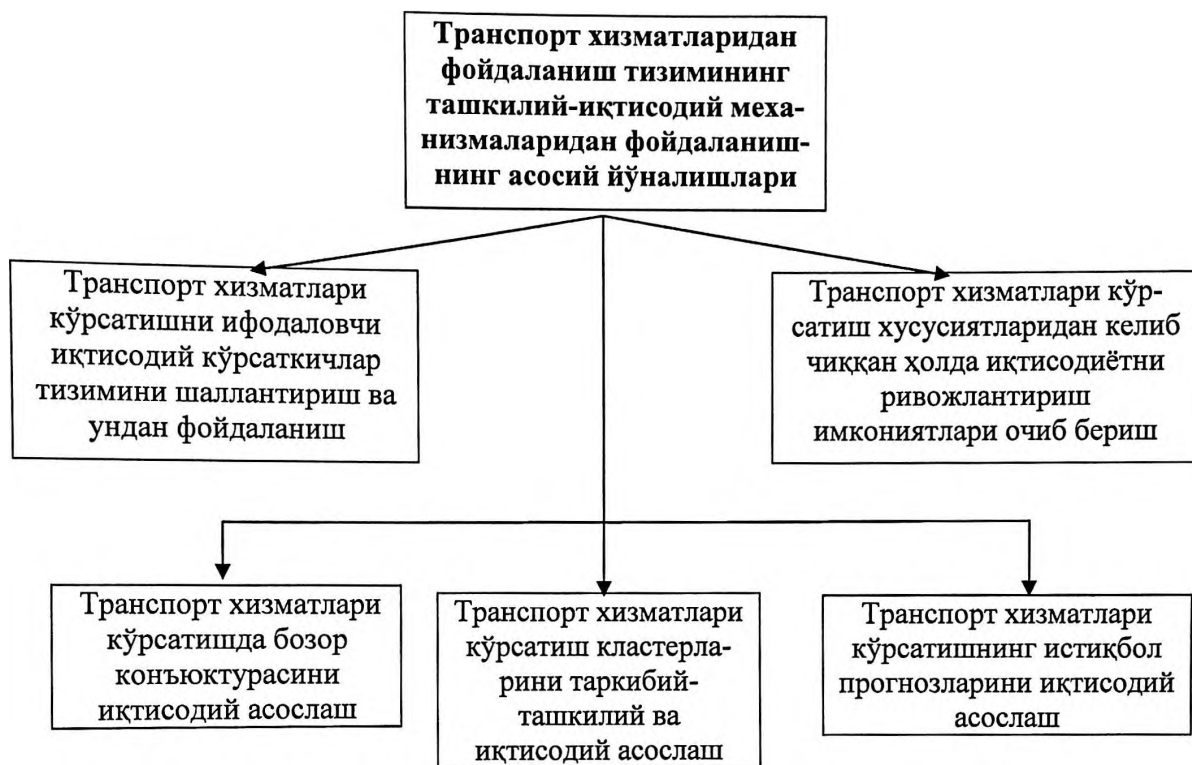 Транспорт хизматларидан
фойдаланиш тизимининг
ташкилий-иқтисодий меха-
низмаларидан фойдаланиш-
нинг асосий йўналишлари
Транспорт хизматлари
кўрсатишни ифодаловчи
иқтисодий кўрсаткичлар
тизимини шаллантириш ва
ундан фойдаланиш
Транспорт хизматлари кўр-
сатиш хусусиятларидан келиб
чиққан ҳолда иқтисодиётни
ривожлантириш
имкониятлари очиб бериш
Транспорт хизматлари
кўрсатишда бозор
конъюктурасини
иқтисодий асослаш
Транспорт хизматлари
кўрсатиш кластерла-
рини таркибий-
ташкилий ва
иқтисодий асослаш
Транспорт хизматлари
кўрсатишнинг истиқбол
прогнозларини иқтисодий
асослаш